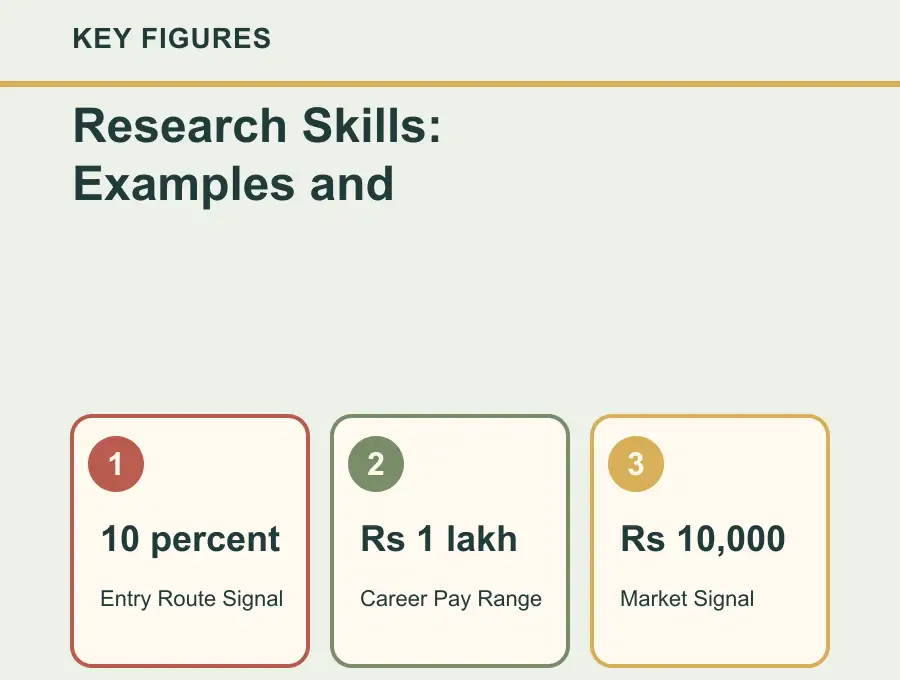 KEY FIGURES
Research Skills:
Examples and
1
10 percent
Entry Route Signal
2
Rs 1 lakh
Career Pay Range
3
Rs 10,000
Market Signal